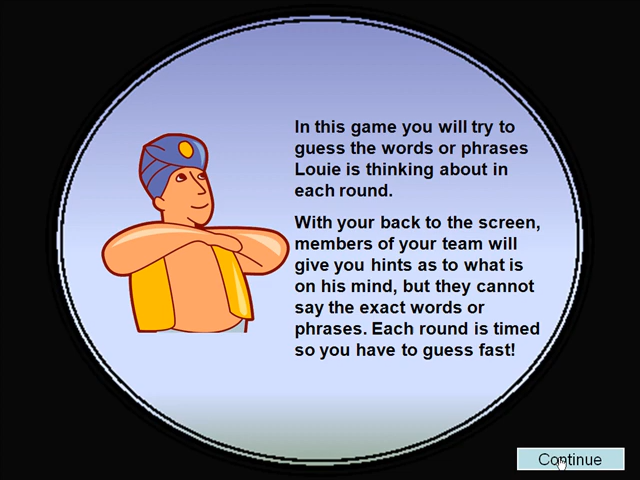 In this game you will try to
guess the words or phrases
Louie is thinking about in
each round.
With your back to the screen,
members of your team will
give you hints as to what is
on his mind, but they cannot
say the exact words or
phrases. Each round is timed
so you have to guess fast!
Continue